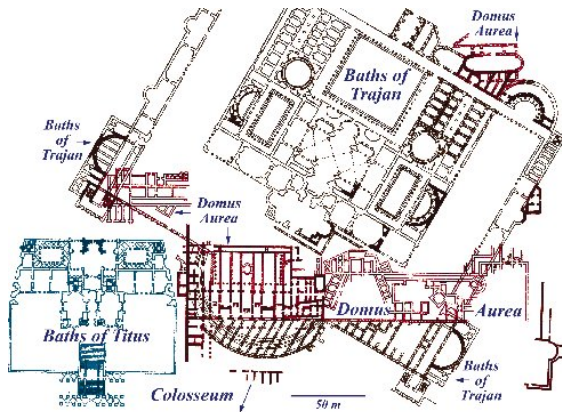 Domus
Aurea
Baths of
Trajan
Baths
of
Trajan
Domus
Aurea
Domus
Aurea
Baths of Titus
Baths
of
Trajan
Colosseum
50 m